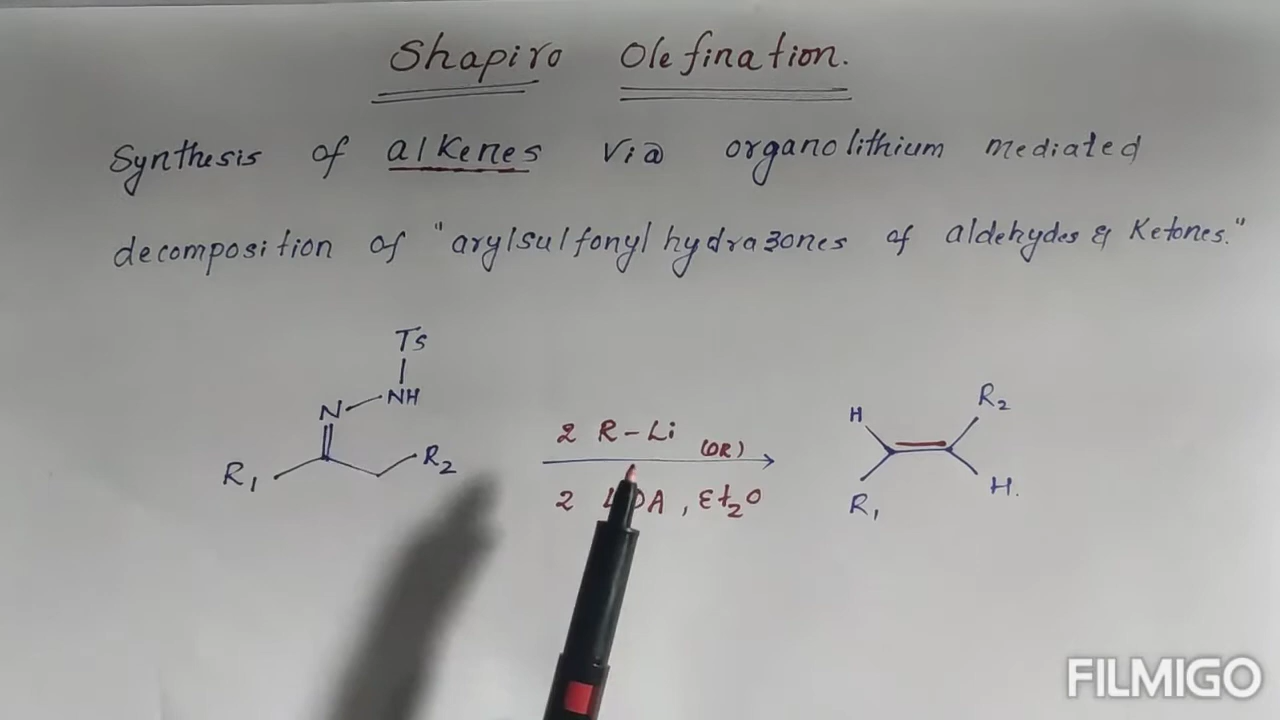 Shapiro Olefination.
Synthesis of alkenes via organolithium mediated
decomposition of "arylsulfonyl hydrazones of aldehydes & Ketones."
Ts
N NH
R1 R2
2 R-Li (OR)
2 A, Et2O
H R2
R1 H.
FILMIGO